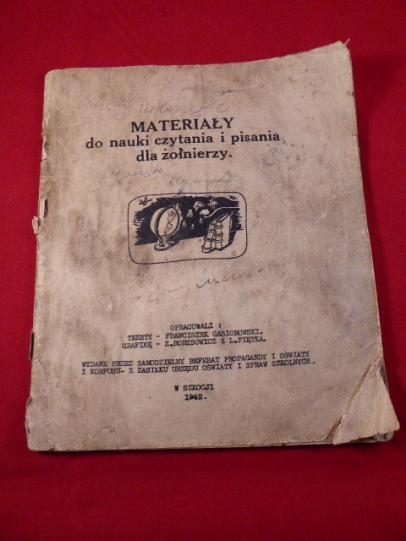 MATERIAŁY
do nauki czytania i pisania
dla żołnierzy.
OPRACOWALI :
TEKSTY - FRANCISZEK GĄSIOROWSKI.
GRAFIKĘ - Z.BORYSOWICZ i L.PIĘTKA.
WYDANE PRZEZ SAMODZIELNY REFERAT PROPAGANDY I OŚWIATY
I KORPUSU- Z ZASIŁKU URZĘDU OŚWIATY I SPRAW SZKOLNYCH.
W SZKOCJI
1942.